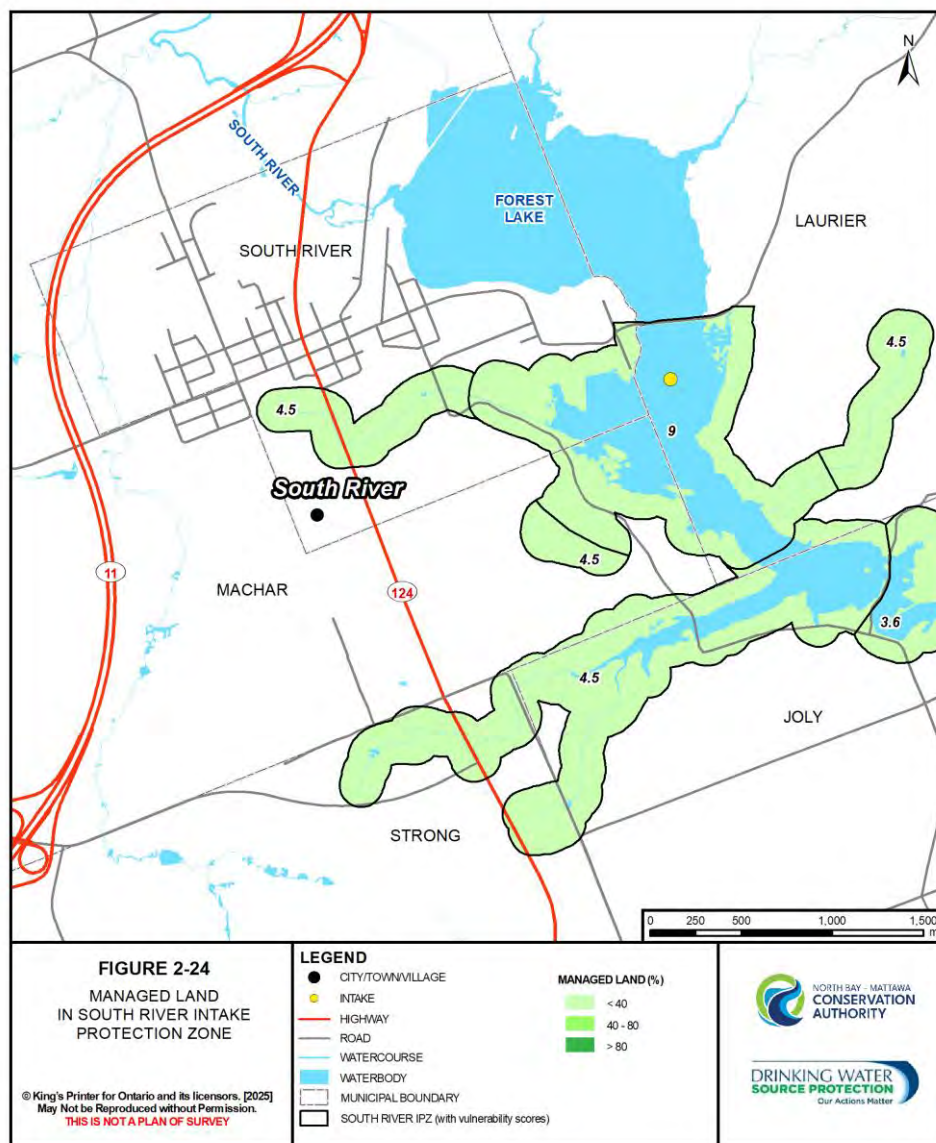 N
SOUTH RIVER
FOREST
LAKE
LAURIER
SOUTH RIVER
4.5
4.5
9
South River
4.5
11
MACHAR
124
3.6
4.5
JOLY
STRONG
0 250 500 1,000 1,500
m
FIGURE 2-24
MANAGED LAND
IN SOUTH RIVER INTAKE
PROTECTION ZONE
© King's Printer for Ontario and its licensors. [2025]
May Not be Reproduced without Permission.
THIS IS NOT A PLAN OF SURVEY
LEGEND
CITY/TOWN/VILLAGE
INTAKE
HIGHWAY
ROAD
WATERCOURSE
WATERBODY
MUNICIPAL BOUNDARY
SOUTH RIVER IPZ (with vulnerability scores)
MANAGED LAND (%)
< 40
40 - 80
> 80
NORTH BAY - MATTAWA
CONSERVATION
AUTHORITY
DRINKING WATER
SOURCE PROTECTION
Our Actions Matter